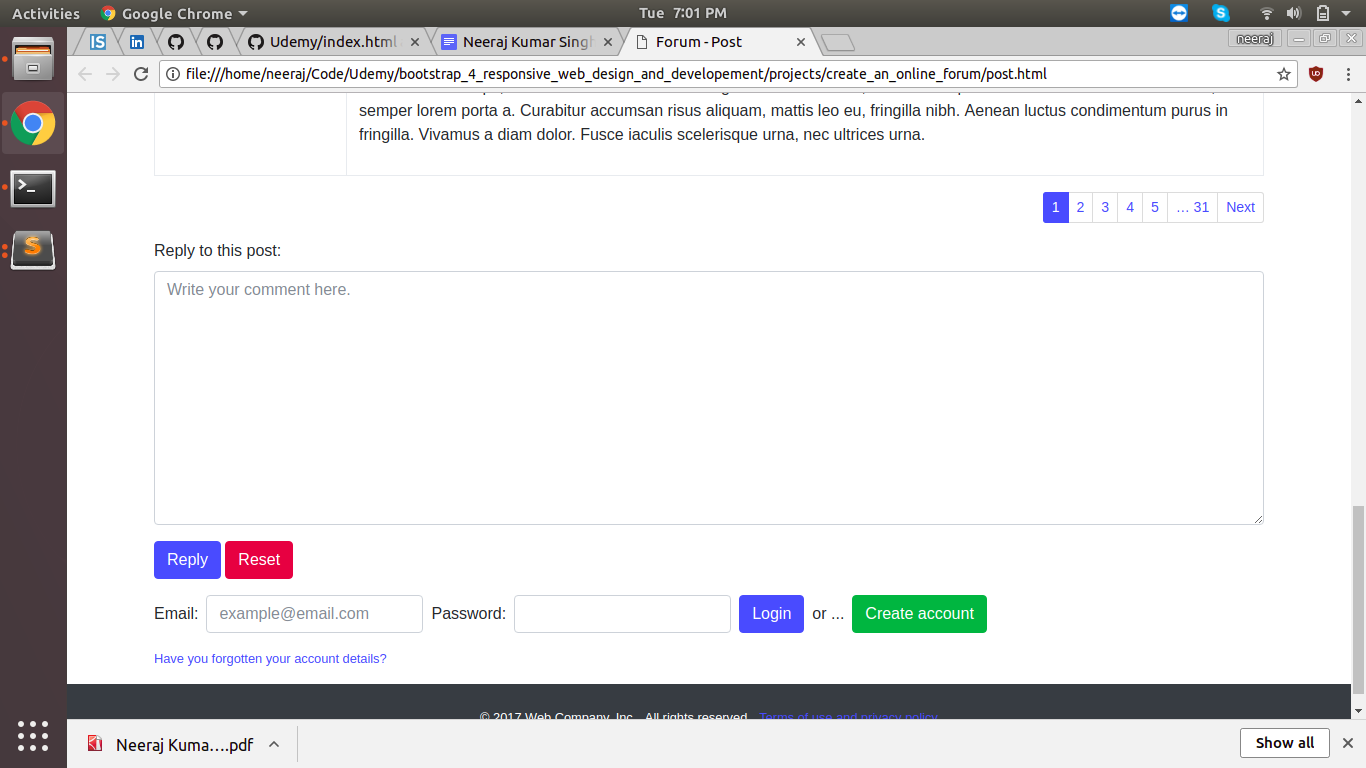 Activities Google Chrome Tue 7:01 PM
IS in Udemy/index.html Neeraj Kumar Singh Forum - Post neeraj
file:///home/neeraj/Code/Udemy/bootstrap_4_responsive_web_design_and_developement/projects/create_an_online_forum/post.html
semper lorem porta a. Curabitur accumsan risus aliquam, mattis leo eu, fringilla nibh. Aenean luctus condimentum purus in
fringilla. Vivamus a diam dolor. Fusce iaculis scelerisque urna, nec ultrices urna.
1 2 3 4 5 … 31 Next
Reply to this post:
Write your comment here.
Reply Reset
Email: example@email.com Password: Login or ... Create account
Have you forgotten your account details?
© 2017 Web Company, Inc. All rights reserved. Terms of use and privacy policy.
Neeraj Kuma….pdf Show all